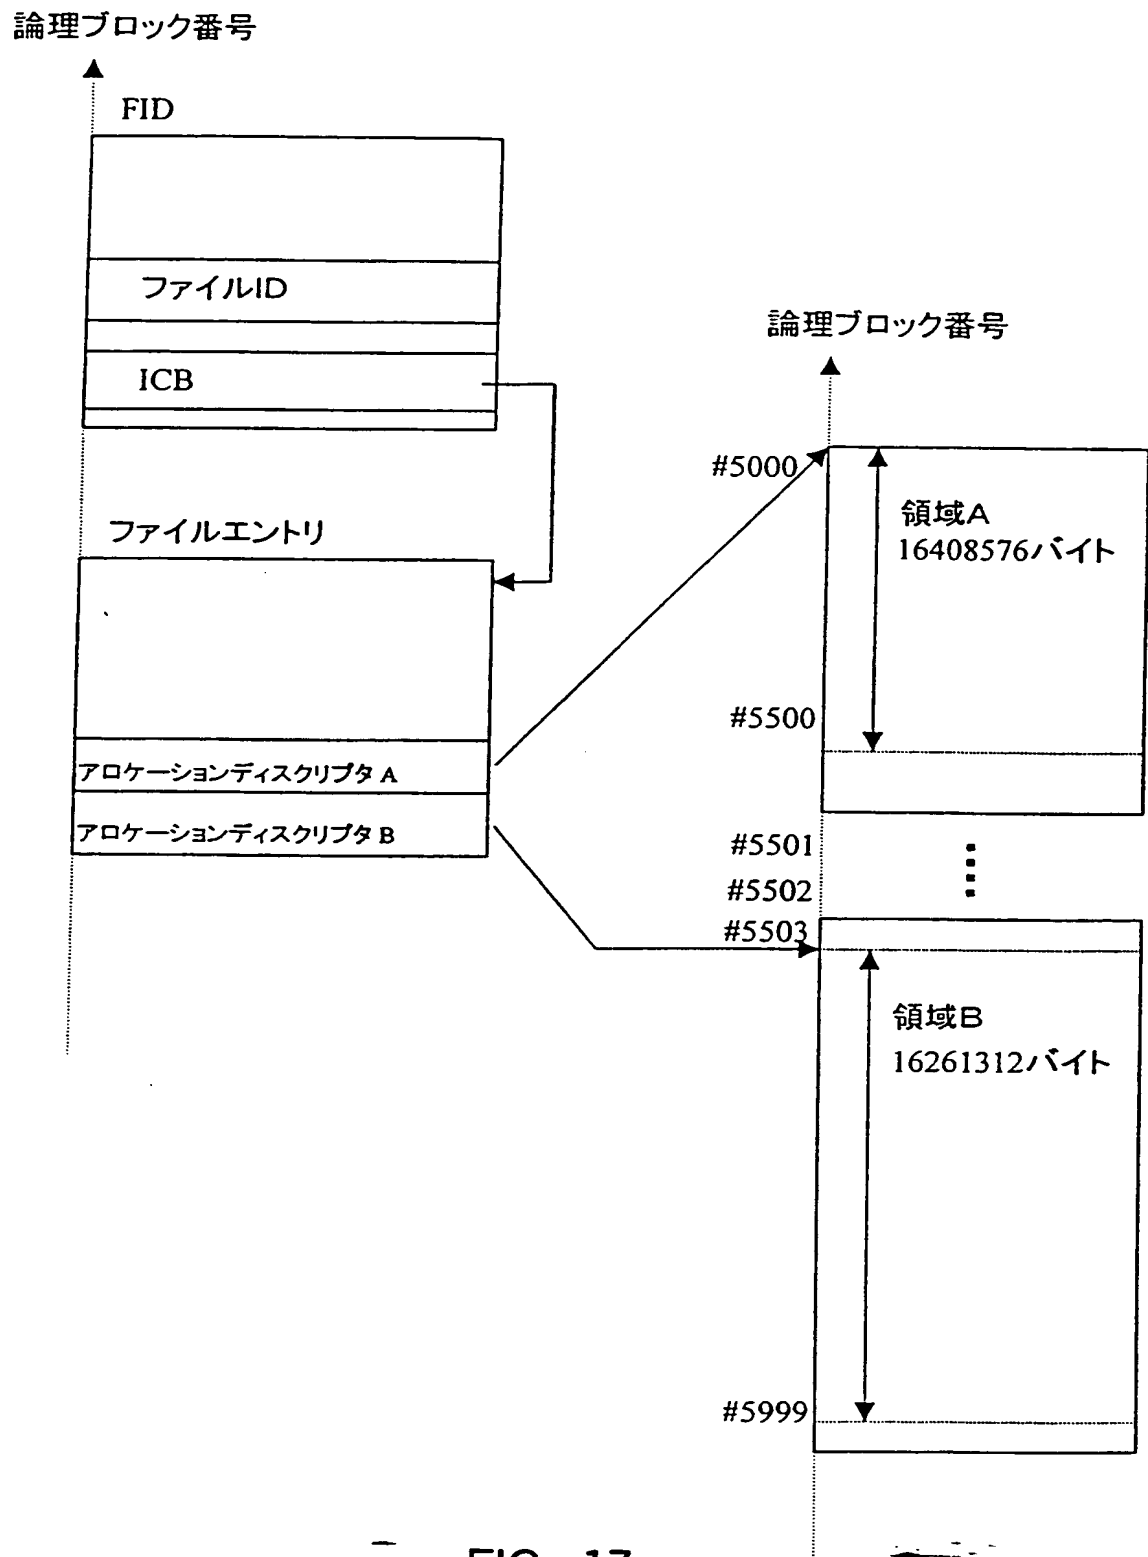 論理ブロック番号
FID
ファイルID
ICB
ファイルエントリ
アロケーションディスクリプタ A
アロケーションディスクリプタ B
論理ブロック番号
#5000
領域A
16408576バイト
#5500
#5501
#5502
#5503
領域B
16261312バイト
#5999
FIG. 17